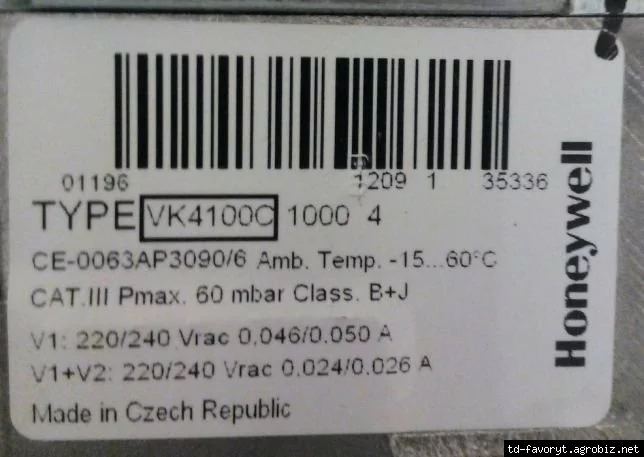 01196 1209 1 35336
TYPE VK4100C 1000 4
CE-0063AP3090/6 Amb. Temp. -15...60°C
CAT.III Pmax. 60 mbar Class. B+J
V1: 220/240 Vrac 0.046/0.050 A
V1+V2: 220/240 Vrac 0.024/0.026 A
Made in Czech Republic
Honeywell
td-favoryt.agrobiz.net